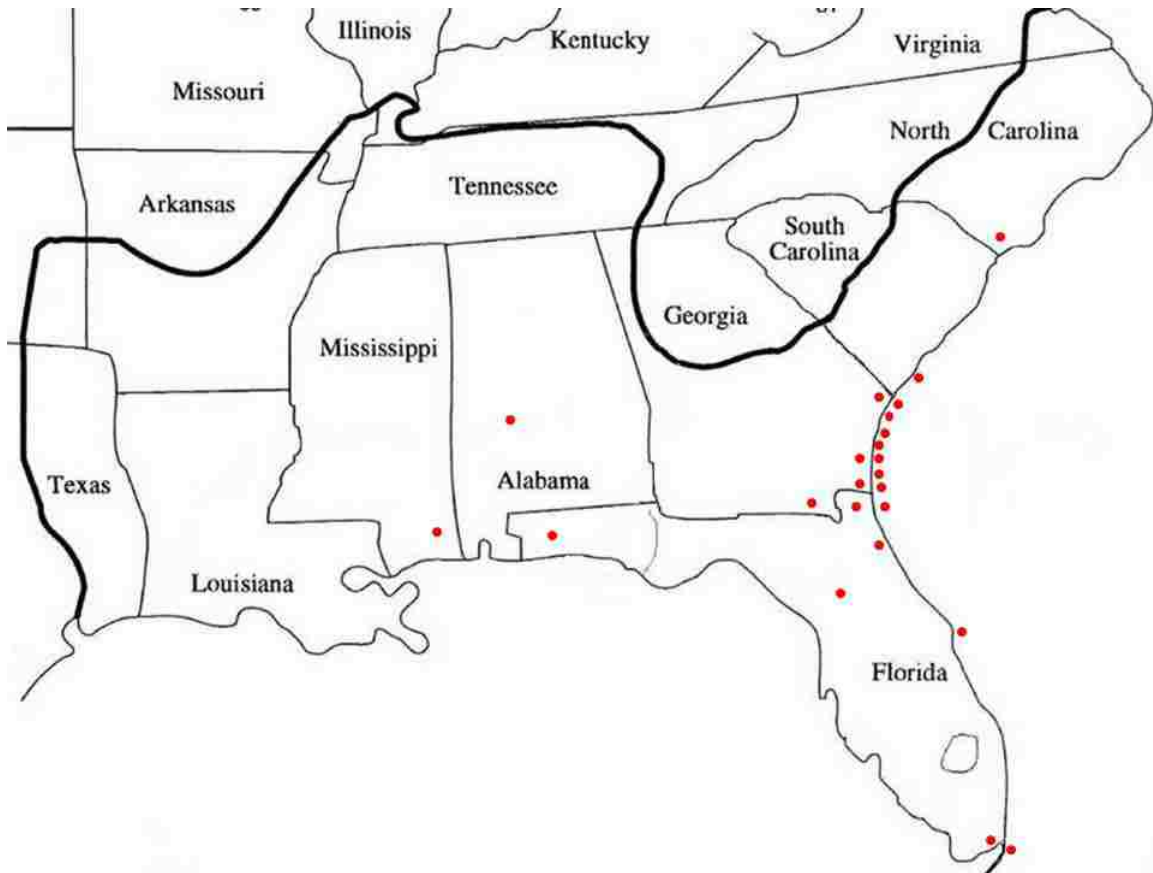 Illinois
Kentucky
Virginia
Missouri
North Carolina
Arkansas
Tennessee
South
Carolina
Georgia
Mississippi
Texas
Alabama
Louisiana
Florida